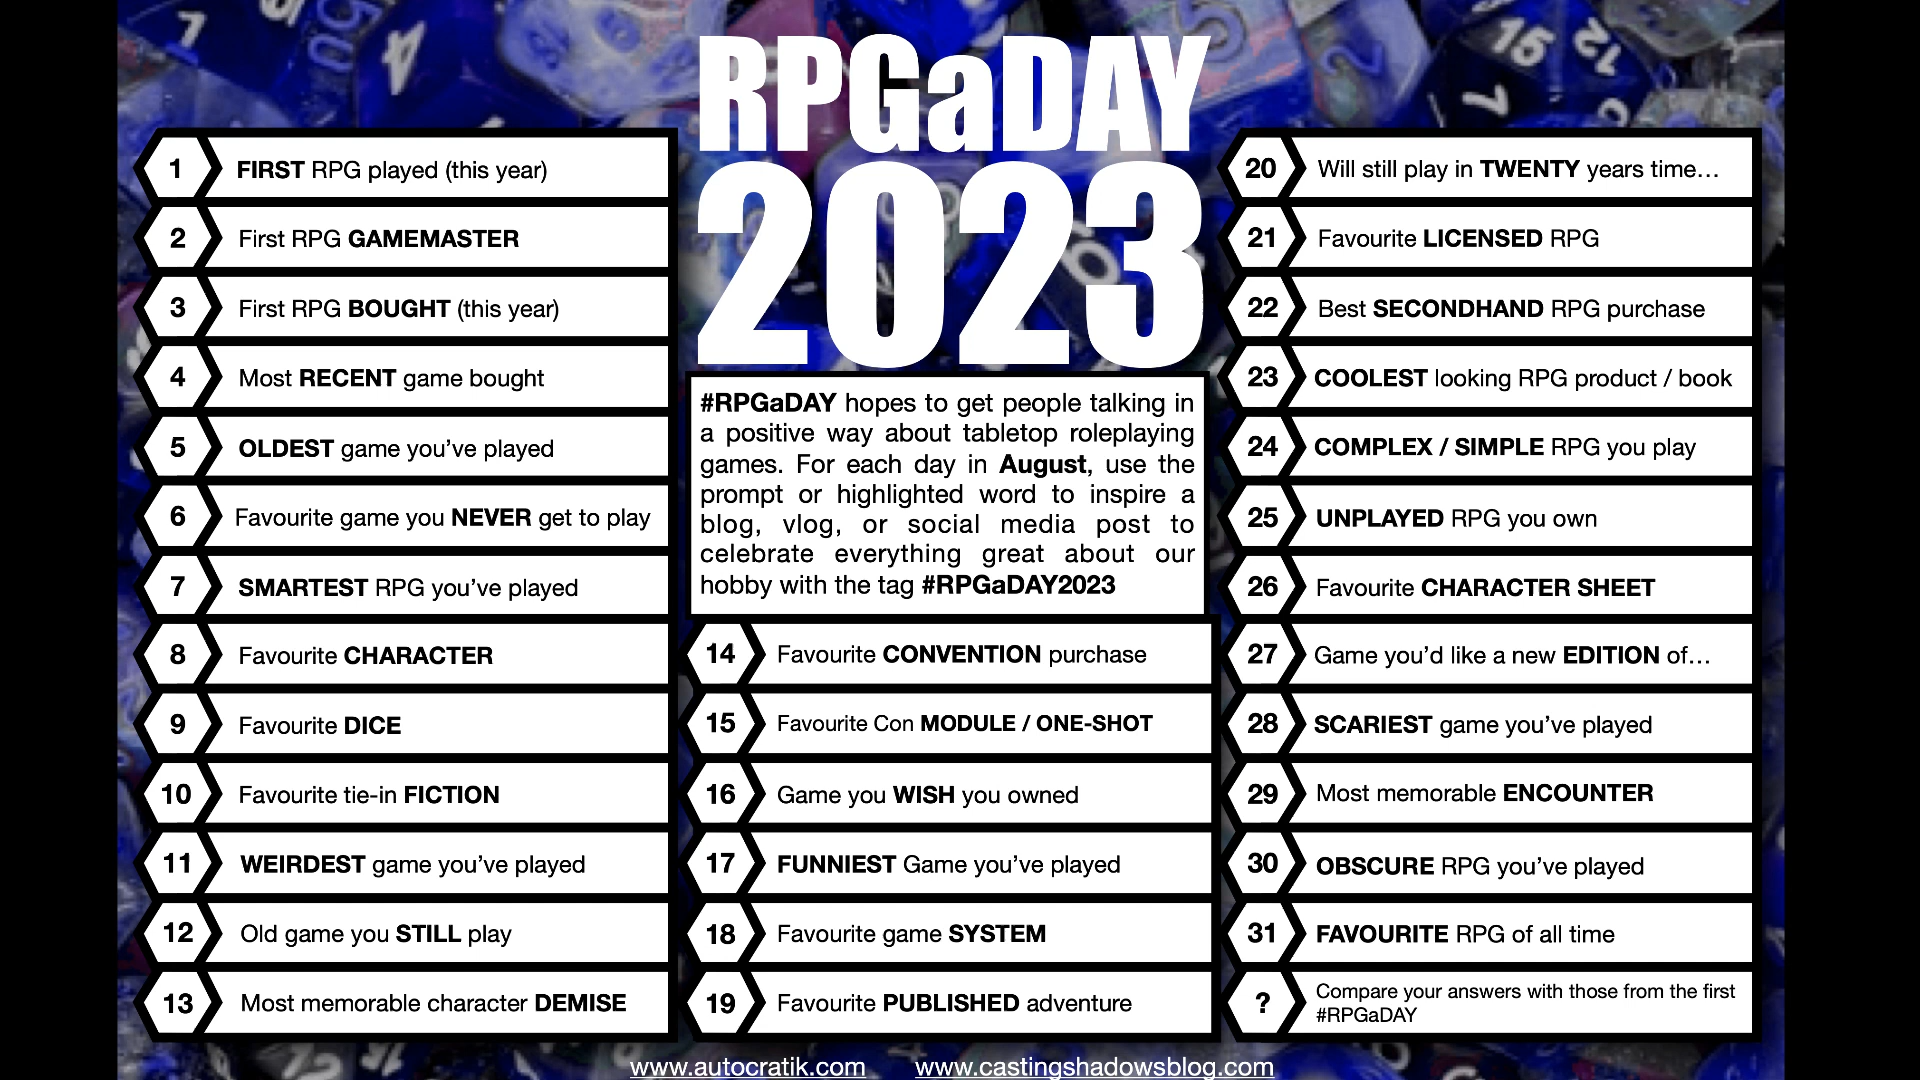 RPGaDAY
2023
1 FIRST RPG played (this year)
2 First RPG GAMEMASTER
3 First RPG BOUGHT (this year)
4 Most RECENT game bought
5 OLDEST game you’ve played
6 Favourite game you NEVER get to play
7 SMARTEST RPG you’ve played
8 Favourite CHARACTER
9 Favourite DICE
10 Favourite tie-in FICTION
11 WEIRDEST game you’ve played
12 Old game you STILL play
13 Most memorable character DEMISE
#RPGaDAY hopes to get people talking in
a positive way about tabletop roleplaying
games. For each day in August, use the
prompt or highlighted word to inspire a
blog, vlog, or social media post to
celebrate everything great about our
hobby with the tag #RPGaDAY2023
14 Favourite CONVENTION purchase
15 Favourite Con MODULE / ONE-SHOT
16 Game you WISH you owned
17 FUNNIEST Game you’ve played
18 Favourite game SYSTEM
19 Favourite PUBLISHED adventure
20 Will still play in TWENTY years time…
21 Favourite LICENSED RPG
22 Best SECONDHAND RPG purchase
23 COOLEST looking RPG product / book
24 COMPLEX / SIMPLE RPG you play
25 UNPLAYED RPG you own
26 Favourite CHARACTER SHEET
27 Game you’d like a new EDITION of…
28 SCARIEST game you’ve played
29 Most memorable ENCOUNTER
30 OBSCURE RPG you’ve played
31 FAVOURITE RPG of all time
? Compare your answers with those from the first
#RPGaDAY
www.autocratik.com www.castingshadowsblog.com